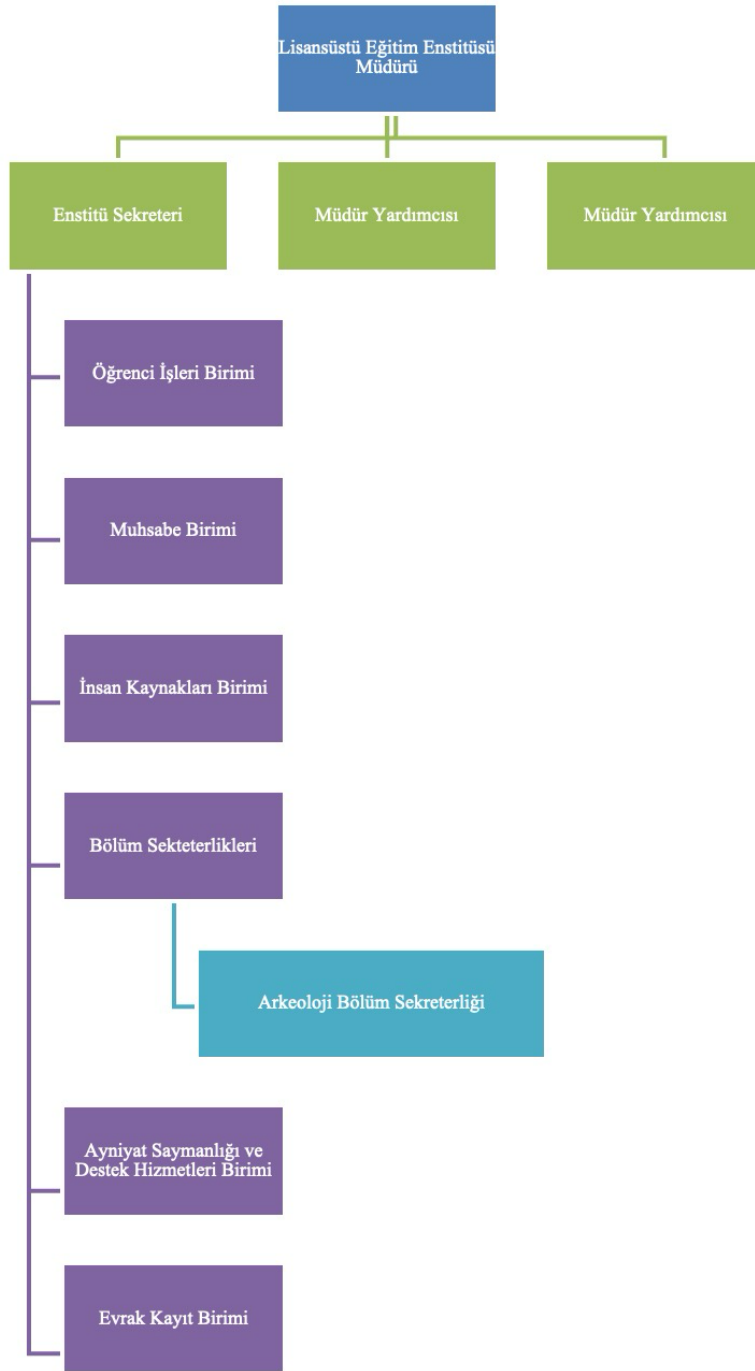 Lisansüstü Eğitim Enstitüsü
Müdürü
Enstitü Sekreteri
Müdür Yardımcısı
Müdür Yardımcısı
Öğrenci İşleri Birimi
Muhsabe Birimi
İnsan Kaynakları Birimi
Bölüm Sekteterlikleri
Arkeoloji Bölüm Sekreterliği
Ayniyat Saymanlığı ve
Destek Hizmetleri Birimi
Evrak Kayıt Birimi